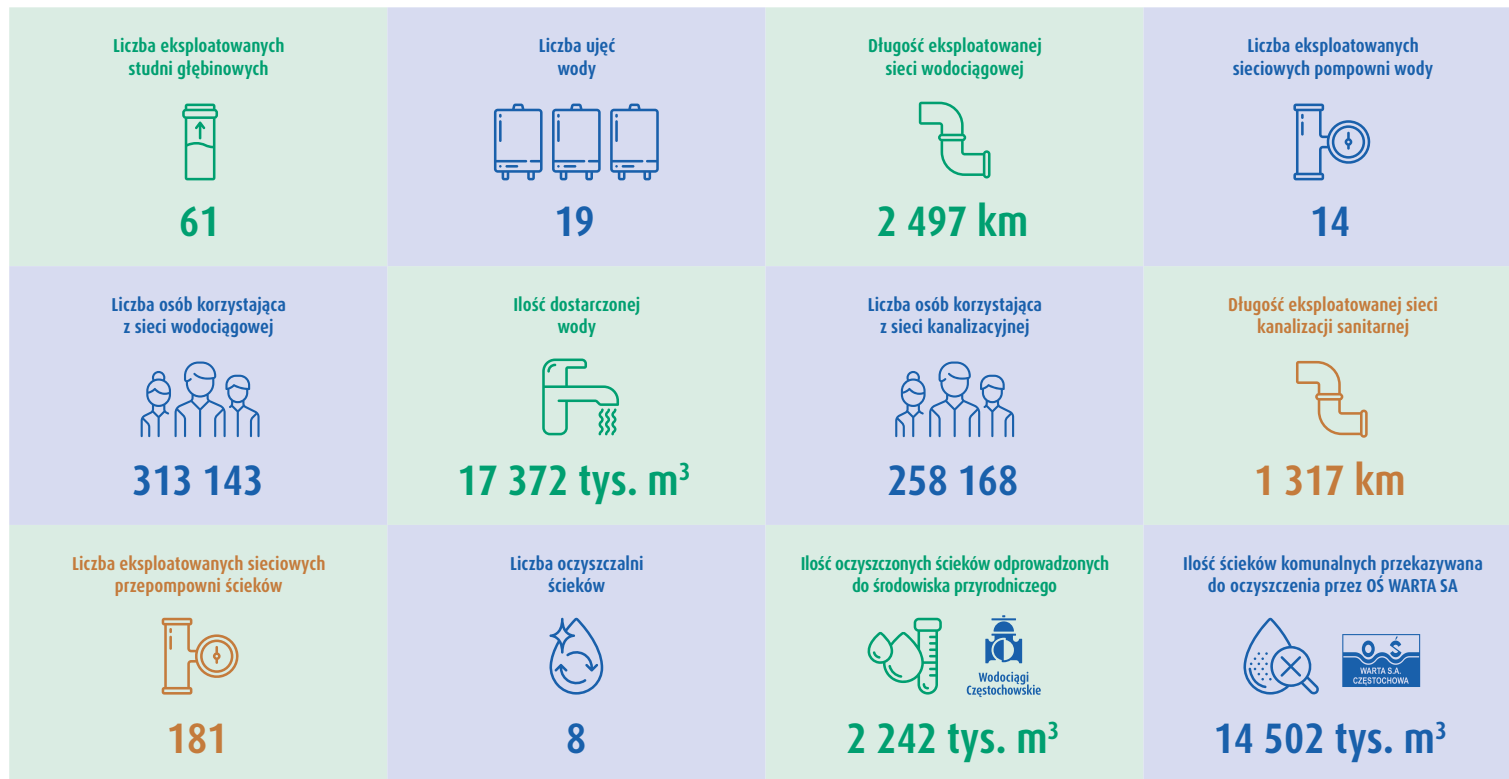 Liczba eksploatowanych
studni głębinowych
61
Liczba ujęć
wody
19
Długość eksploatowanej
sieci wodociągowej
2 497 km
Liczba eksploatowanych
sieciowych pompowni wody
14
Liczba osób korzystająca
z sieci wodociągowej
313 143
Ilość dostarczonej
wody
17 372 tys. m³
Liczba osób korzystająca
z sieci kanalizacyjnej
258 168
Długość eksploatowanej sieci
kanalizacji sanitarnej
1 317 km
Liczba eksploatowanych sieciowych
przepompowni ścieków
181
Liczba oczyszczalni
ścieków
8
Ilość oczyszczonych ścieków odprowadzonych
do środowiska przyrodniczego
Wodociągi
Częstochowskie
2 242 tys. m³
Ilość ścieków komunalnych przekazywana
do oczyszczenia przez OŚ WARTA SA
O Ś
WARTA S.A.
CZĘSTOCHOWA
14 502 tys. m³